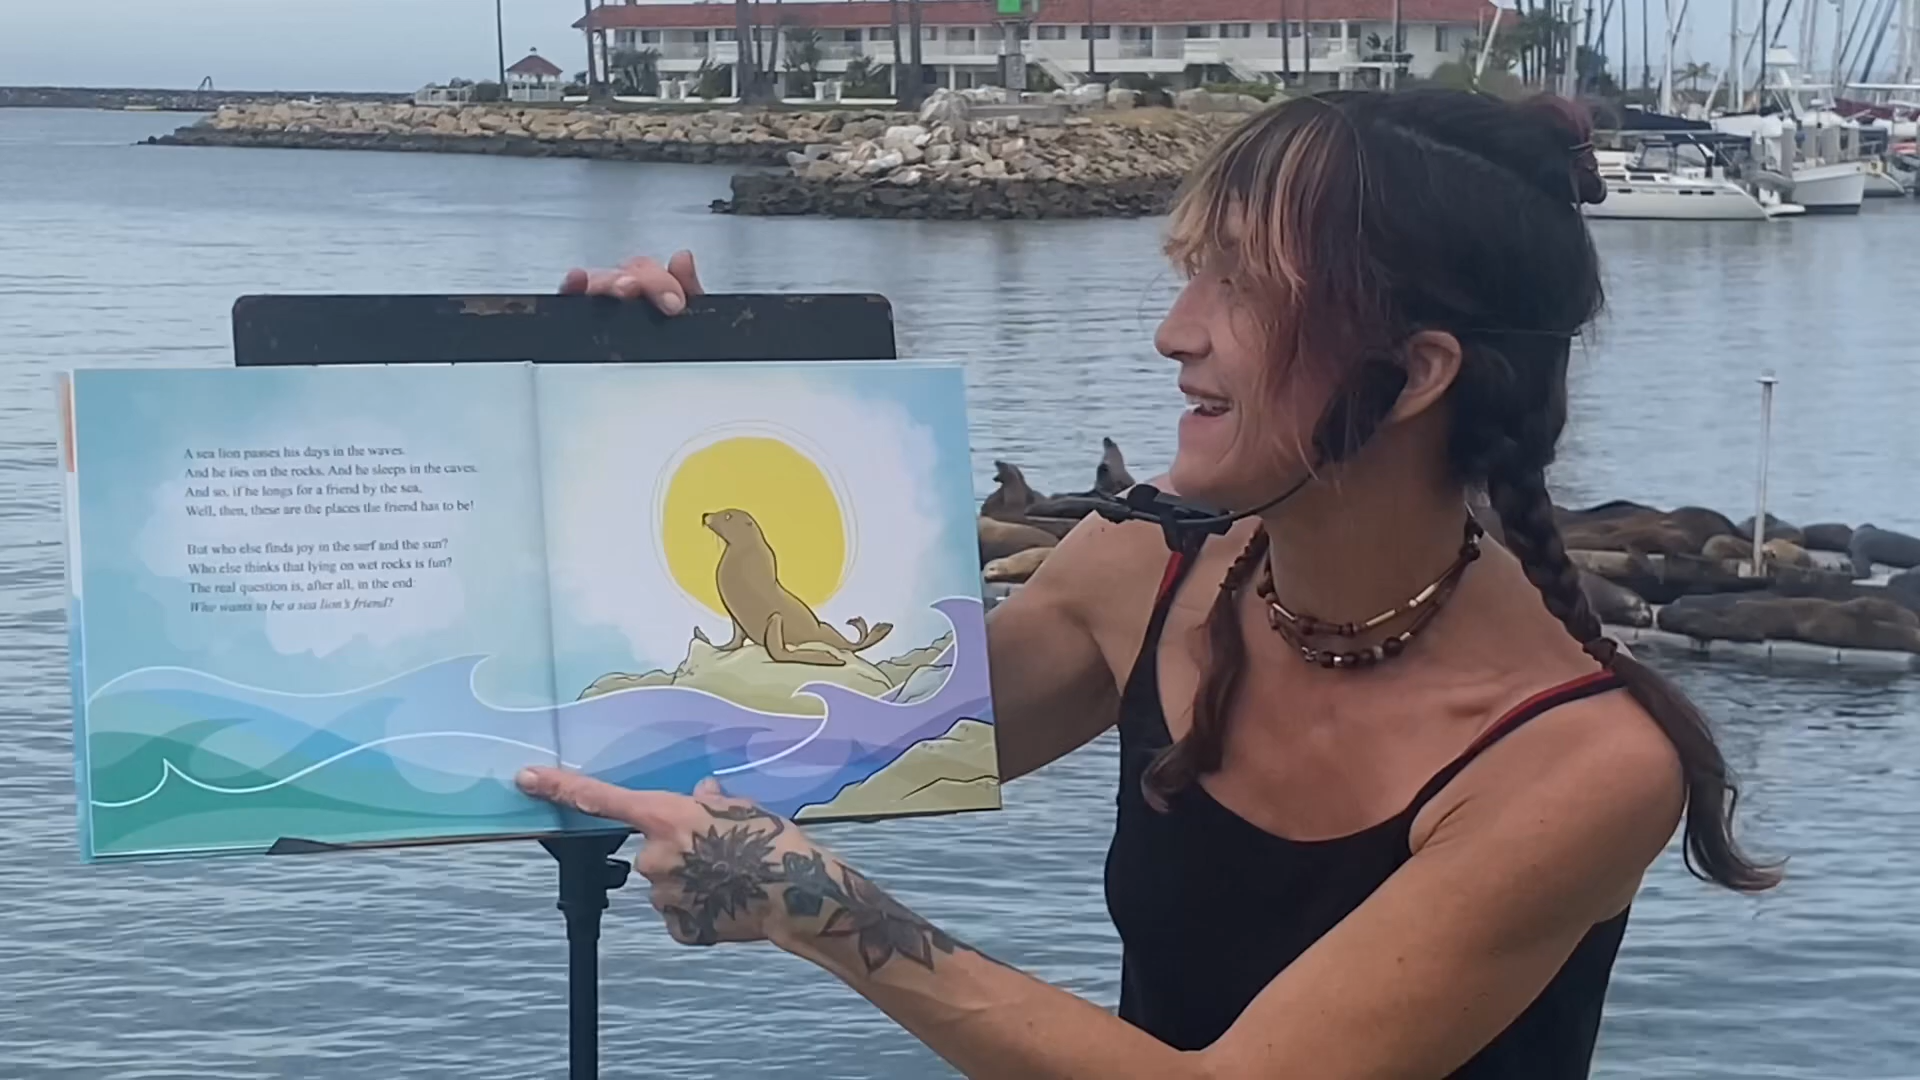 A sea lion passes his days in the waves.
And he lies on the rocks. And he sleeps in the caves.
And so, if he longs for a friend by the sea,
Well, then, these are the places the friend has to be!
But who else finds joy in the surf and the sun?
Who else thinks that lying on wet rocks is fun?
The real question is, after all, in the end:
Who wants to be a sea lion's friend?